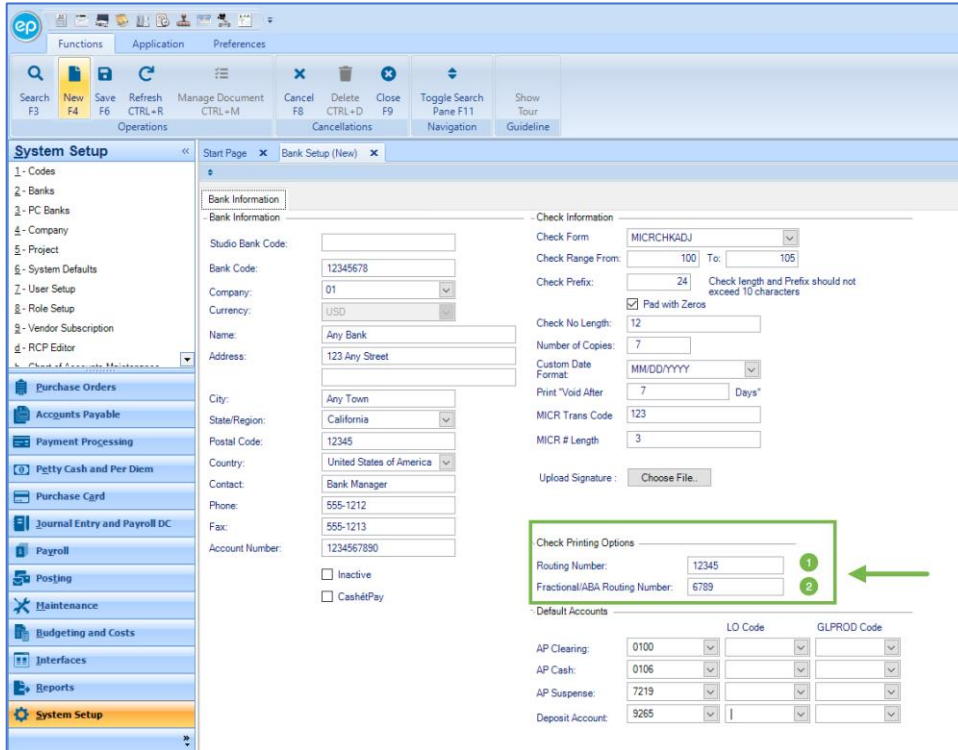 ep
Functions Application Preferences
Search F3
New F4
Save F6
Refresh CTRL+R
Manage Document CTRL+M
Cancel F8
Delete CTRL+D
Close F9
Toggle Search Pane F11
Show Tour
Operations Cancellations Navigation Guideline
System Setup «
Start Page X Bank Setup (New) X
1 - Codes
2 - Banks
3 - PC Banks
4 - Company
5 - Project
6 - System Defaults
7 - User Setup
8 - Role Setup
9 - Vendor Subscription
d - RCP Editor
Purchase Orders
Accounts Payable
Payment Processing
Petty Cash and Per Diem
Purchase Card
Journal Entry and Payroll DC
Payroll
Posting
Maintenance
Budgeting and Costs
Interfaces
Reports
System Setup
»
Bank Information
Bank Information
Studio Bank Code:
Bank Code: 12345678
Company: 01
Currency: USD
Name: Any Bank
Address: 123 Any Street
City: Any Town
State/Region: California
Postal Code: 12345
Country: United States of America
Contact: Bank Manager
Phone: 555-1212
Fax: 555-1213
Account Number: 1234567890
Inactive
CashétPay
Check Information
Check Form MICRCHKADJ
Check Range From: 100 To: 105
Check Prefix: 24 Check length and Prefix should not
exceed 10 characters
Pad with Zeros
Check No Length: 12
Number of Copies: 7
Custom Date
Format: MM/DD/YYYY
Print "Void After 7 Days"
MICR Trans Code 123
MICR # Length 3
Upload Signature : Choose File..
Check Printing Options
Routing Number: 12345 1
Fractional/ABA Routing Number: 6789 2
Default Accounts
LO Code GLPROD Code
AP Clearing: 0100
AP Cash: 0106
AP Suspense: 7219
Deposit Account: 9265